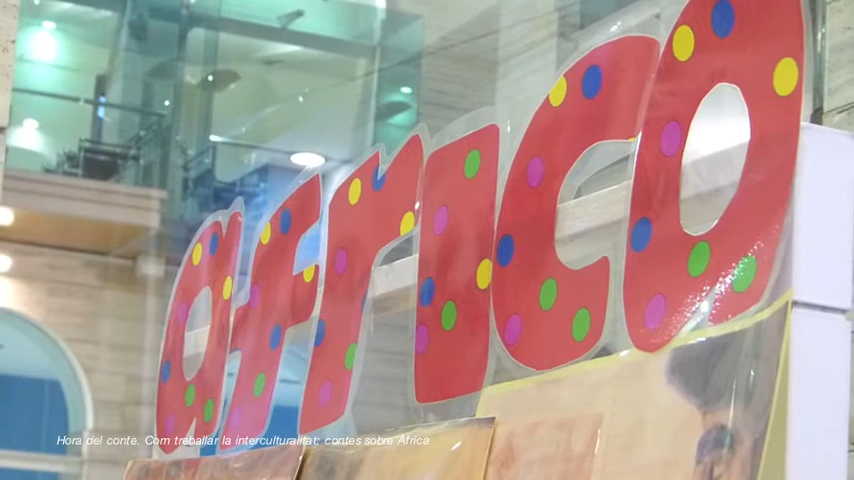 africa
Hora del conte. Com treballar la interculturalitat: contes sobre Àfrica